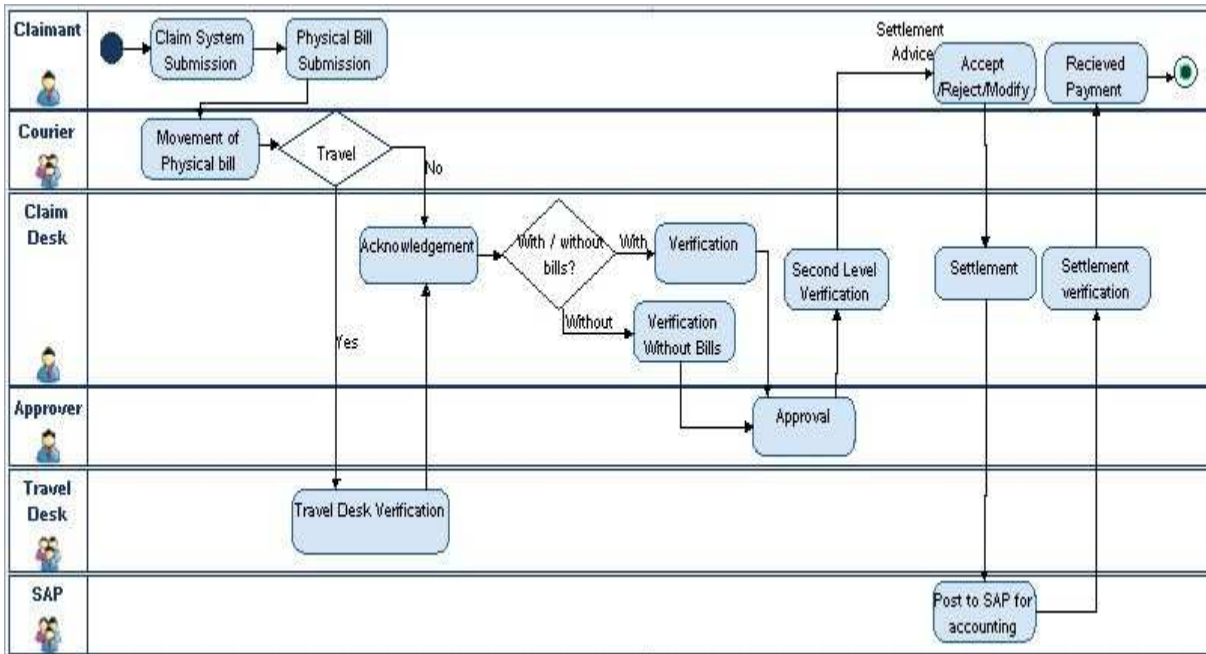 Claimant
Claim System
Submission
Physical Bill
Submission
Settlement
Advice
Accept
/Reject/Modify
Recieved
Payment
Courier
Movement of
Physical bill
Travel
No
Yes
Claim
Desk
Acknowledgement
With / without
bills?
With
Verification
Without
Verification
Without Bills
Second Level
Verification
Settlement
Settlement
verification
Approver
Approval
Travel
Desk
Travel Desk Verification
SAP
Post to SAP for
accounting